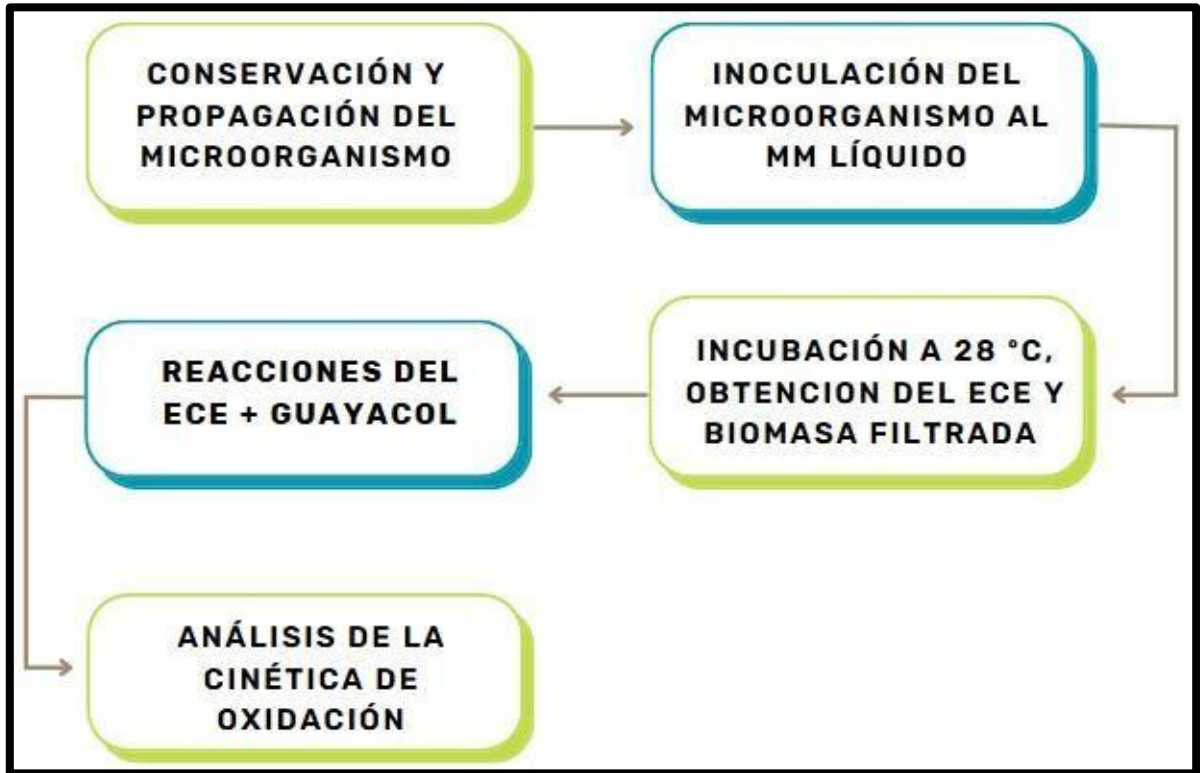 CONSERVACIÓN Y
PROPAGACIÓN DEL
MICROORGANISMO
INOCULACIÓN DEL
MICROORGANISMO AL
MM LÍQUIDO
INCUBACIÓN A 28 °C,
OBTENCION DEL ECE Y
BIOMASA FILTRADA
REACCIONES DEL
ECE + GUAYACOL
ANÁLISIS DE LA
CINÉTICA DE
OXIDACIÓN